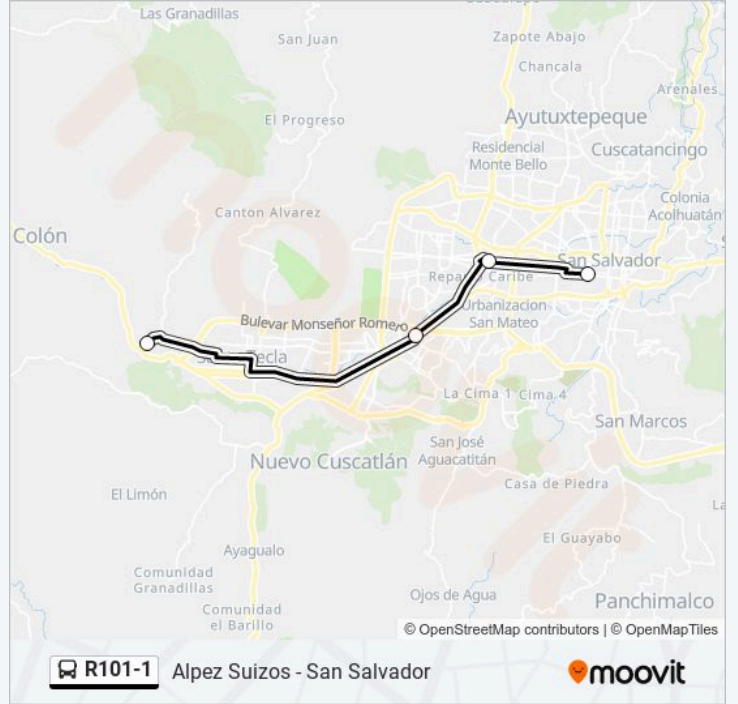 Las Granadillas
San Juan
Zapote Abajo
Chancala
Arenales
El Progreso
Ayutuxtepeque
Residencial
Monte Bello
Cuscatancingo
Colonia
Acolhuatán
Canton Alvarez
Colón
San Salvador
Urbanizacion
San Mateo
Bulevar Monseñor Romero
La Cima 1
Cima 4
San Marcos
San José
Aguacatitán
Nuevo Cuscatlán
Casa de Piedra
El Limón
El Guayabo
Ayagualo
Comunidad
Granadillas
Ojos de Agua
Panchimalco
Comunidad
el Barillo
© OpenStreetMap contributors | © OpenMapTiles
R101-1 Alpez Suizos - San Salvador
moovit